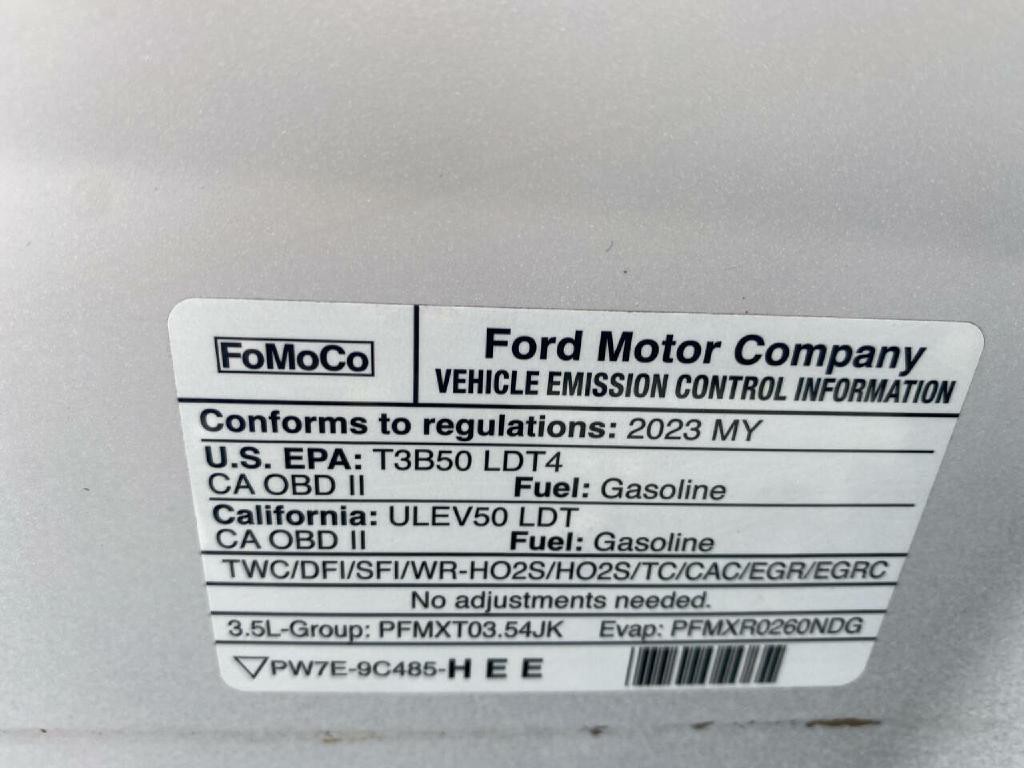 FoMoCo
Ford Motor Company
VEHICLE EMISSION CONTROL INFORMATION
Conforms to regulations: 2023 MY
U.S. EPA: T3B50 LDT4
CA OBD II Fuel: Gasoline
California: ULEV50 LDT
CA OBD II Fuel: Gasoline
TWC/DFI/SFI/WR-HO2S/HO2S/TC/CAC/EGR/EGRC
No adjustments needed.
3.5L-Group: PFMXT03.54JK Evap: PFMXR0260NDG
PW7E-9C485-HEE